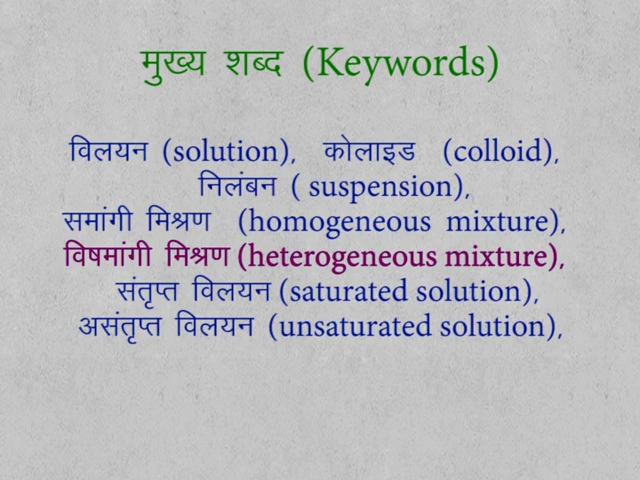 मुख्य शब्द (Keywords)
विलयन (solution), कोलाइड (colloid),
निलंबन ( suspension),
समांगी मिश्रण (homogeneous mixture),
विषमांगी मिश्रण (heterogeneous mixture),
संतृप्त विलयन (saturated solution),
असंतृप्त विलयन (unsaturated solution),